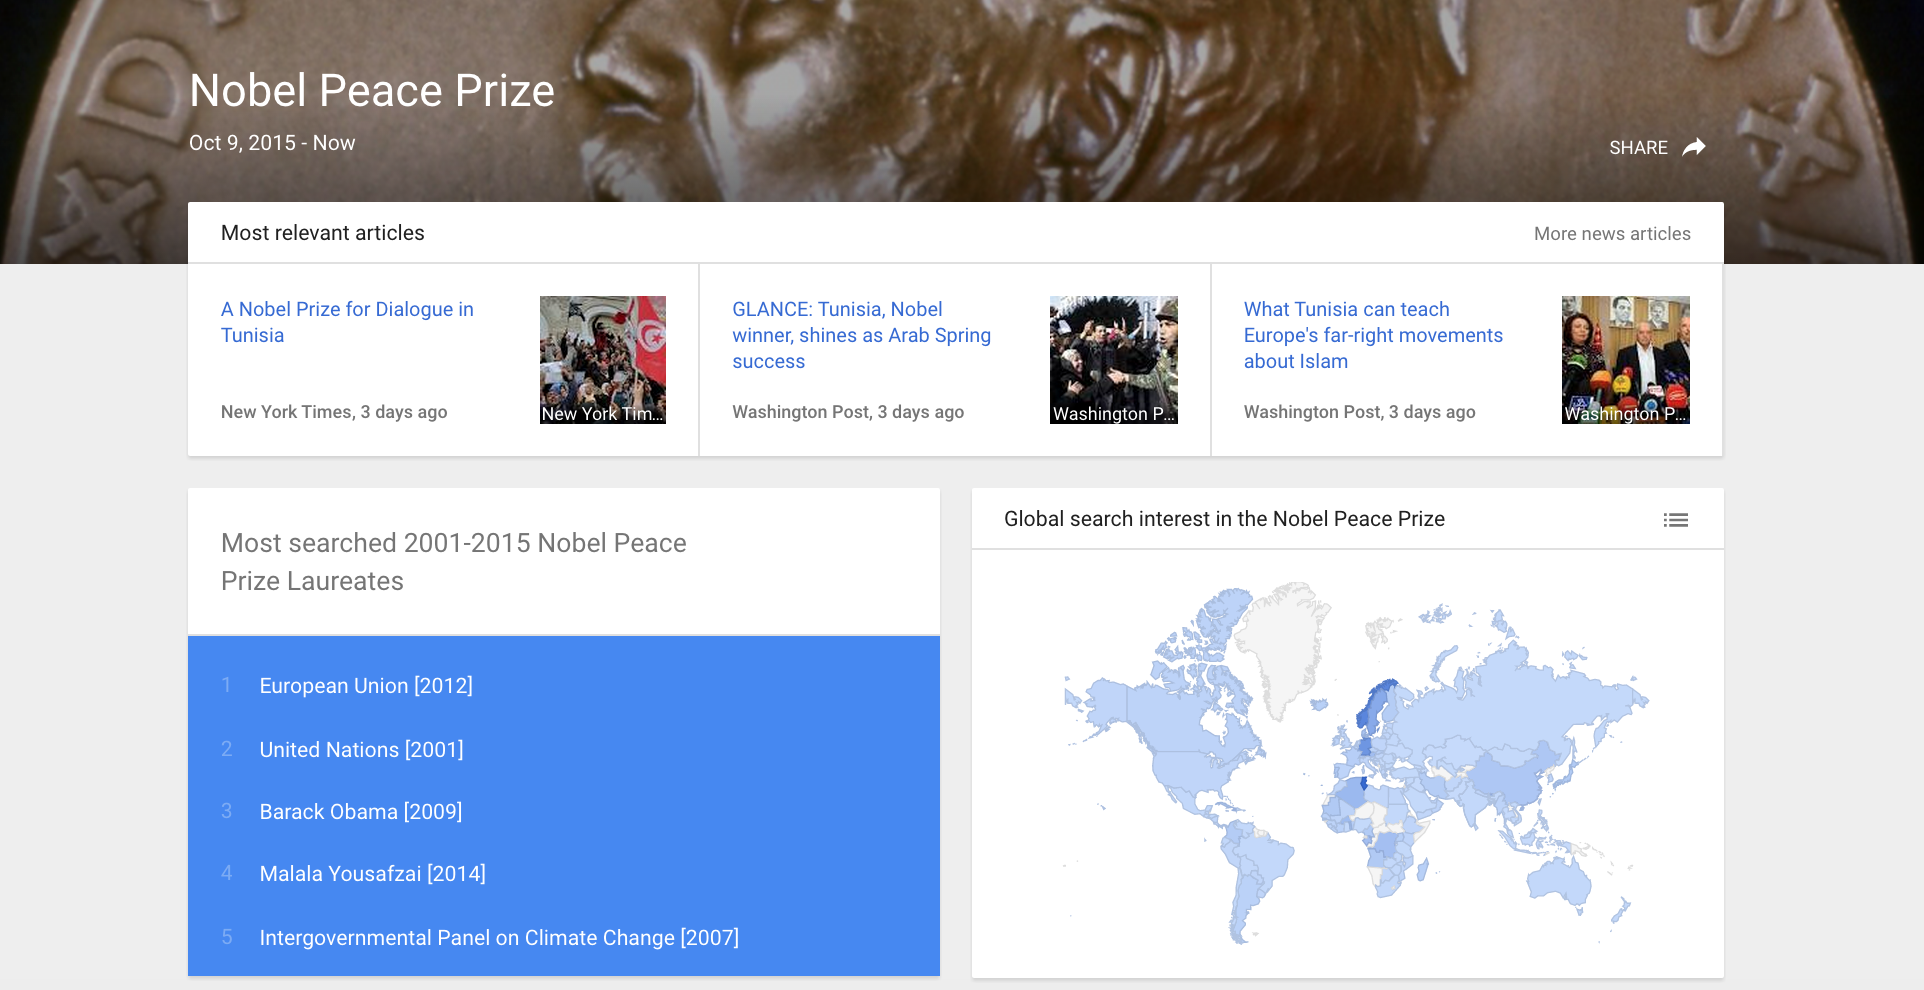 Nobel Peace Prize
Oct 9, 2015 - Now
SHARE
Most relevant articles
More news articles
A Nobel Prize for Dialogue in
Tunisia
New York Times, 3 days ago
New York Tim...
GLANCE: Tunisia, Nobel
winner, shines as Arab Spring
success
Washington Post, 3 days ago
Washington P...
What Tunisia can teach
Europe's far-right movements
about Islam
Washington Post, 3 days ago
Washington P...
Most searched 2001-2015 Nobel Peace
Prize Laureates
1 European Union [2012]
2 United Nations [2001]
3 Barack Obama [2009]
4 Malala Yousafzai [2014]
5 Intergovernmental Panel on Climate Change [2007]
Global search interest in the Nobel Peace Prize